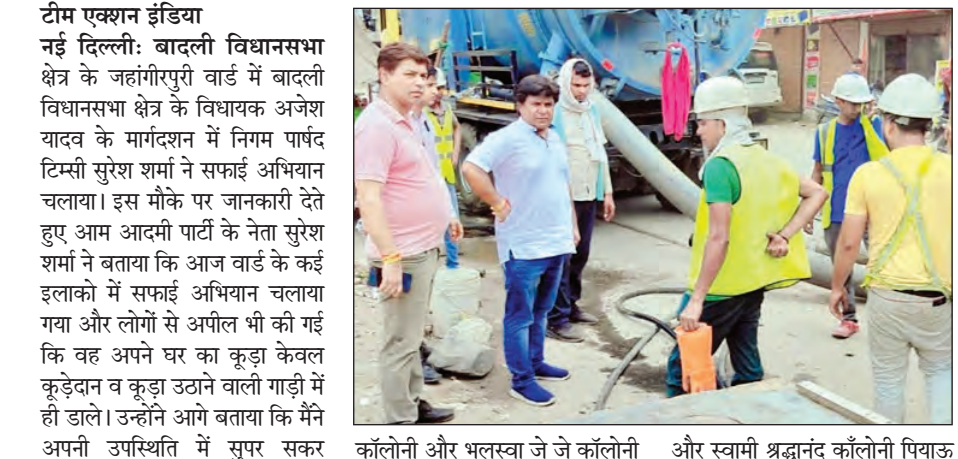 टीम एक्शन इंडिया
नई दिल्लीः बादली विधानसभा
क्षेत्र के जहांगीरपुरी वार्ड में बादली
विधानसभा क्षेत्र के विधायक अजेश
यादव के मार्गदशन में निगम पार्षद
टिम्सी सुरेश शर्मा ने सफाई अभियान
चलाया। इस मौके पर जानकारी देते
हुए आम आदमी पार्टी के नेता सुरेश
शर्मा ने बताया कि आज वार्ड के कई
इलाको में सफाई अभियान चलाया
गया और लोगों से अपील भी की गई
कि वह अपने घर का कूड़ा केवल
कूड़ेदान व कूड़ा उठाने वाली गाड़ी में
ही डाले। उन्होंने आगे बताया कि मैंने
अपनी उपस्थिति में सुपर सकर
कॉलोनी और भलस्वा जे जे कॉलोनी
और स्वामी श्रद्धानंद काँलोनी पियाऊ